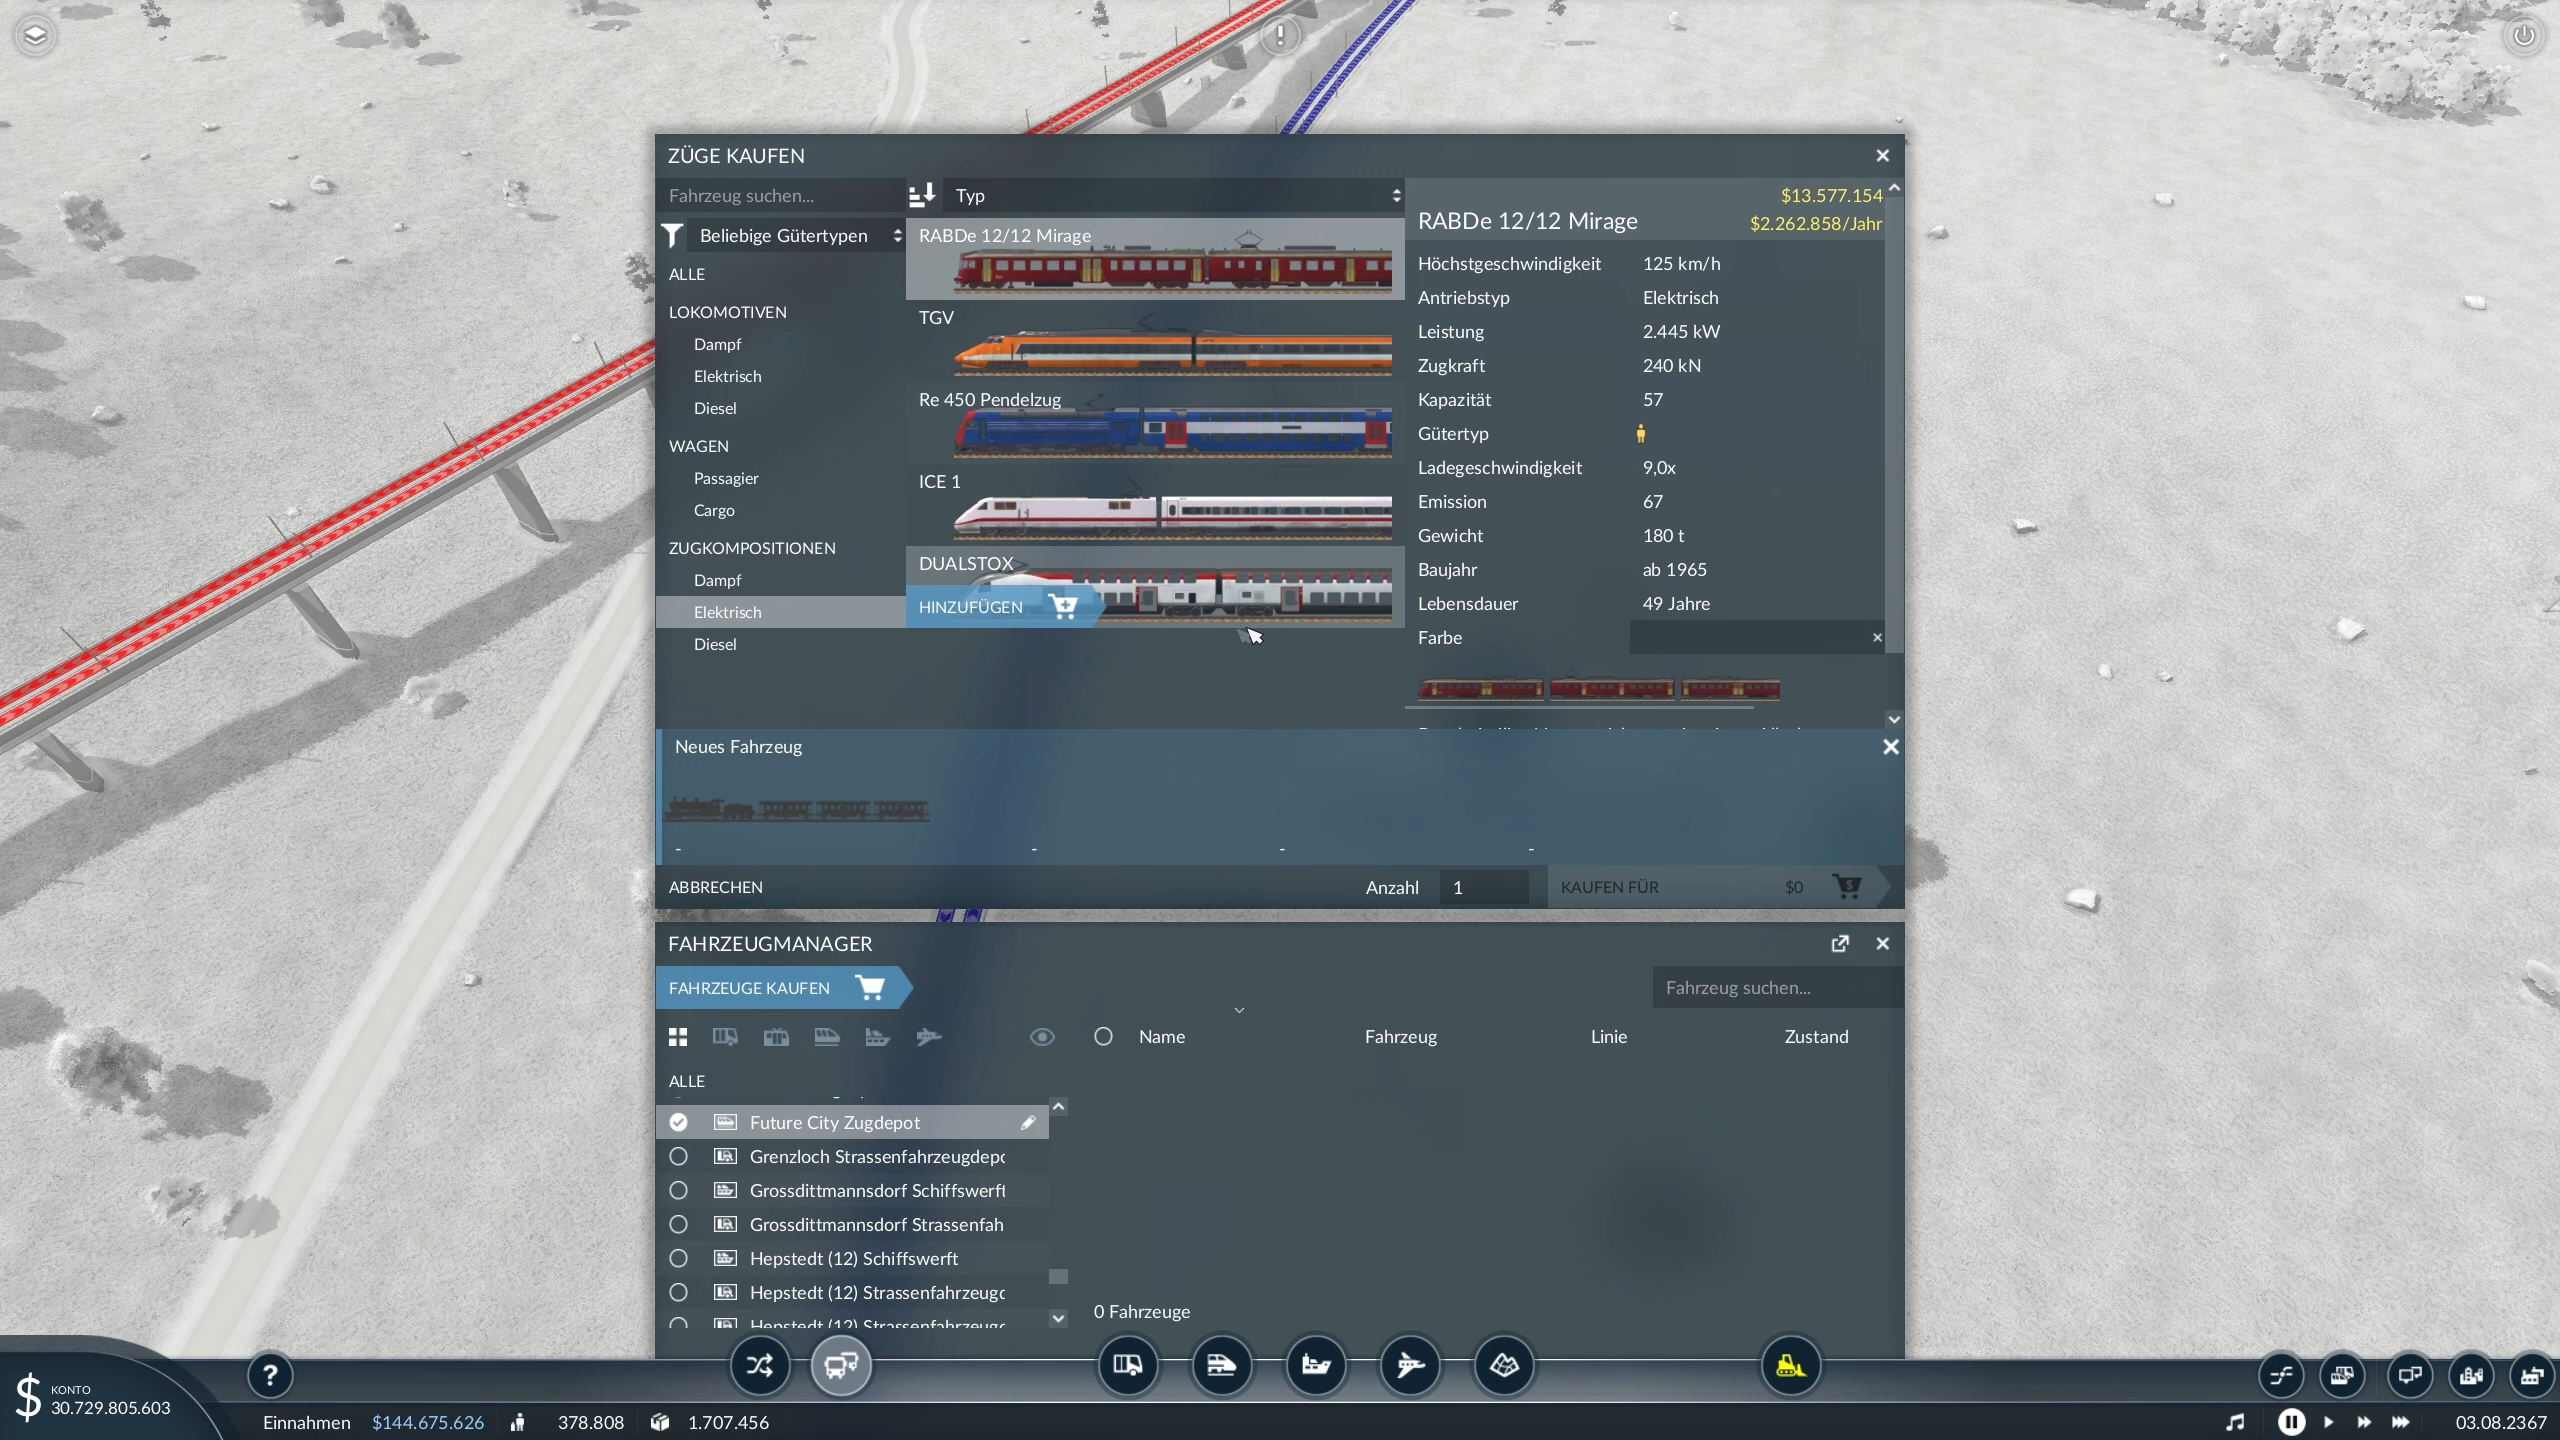 ZÜGE KAUFEN
Fahrzeug suchen...
Typ
Beliebige Gütertypen
ALLE
LOKOMOTIVEN
Dampf
Elektrisch
Diesel
WAGEN
Passagier
Cargo
ZUGKOMPOSITIONEN
Dampf
Elektrisch
Diesel
RABDe 12/12 Mirage
TGV
Re 450 Pendelzug
ICE 1
DUALSTOX
HINZUFÜGEN
$13.577.154
RABDe 12/12 Mirage $2.262.858/Jahr
Höchstgeschwindigkeit 125 km/h
Antriebstyp Elektrisch
Leistung 2.445 kW
Zugkraft 240 kN
Kapazität 57
Gütertyp
Ladegeschwindigkeit 9,0x
Emission 67
Gewicht 180 t
Baujahr ab 1965
Lebensdauer 49 Jahre
Farbe
Neues Fahrzeug
- - - -
ABBRECHEN Anzahl 1 KAUFEN FÜR $0
FAHRZEUGMANAGER
FAHRZEUGE KAUFEN Fahrzeug suchen...
Name Fahrzeug Linie Zustand
ALLE
Future City Zugdepot
Grenzloch Strassenfahrzeugdepo
Grossdittmannsdorf Schiffswerft
Grossdittmannsdorf Strassenfah
Hepstedt (12) Schiffswerft
Hepstedt (12) Strassenfahrzeugd
Hepstedt (12) Strassenfahrzeugd
0 Fahrzeuge
KONTO
30.729.805.603
Einnahmen $144.675.626 378.808 1.707.456
03.08.2367